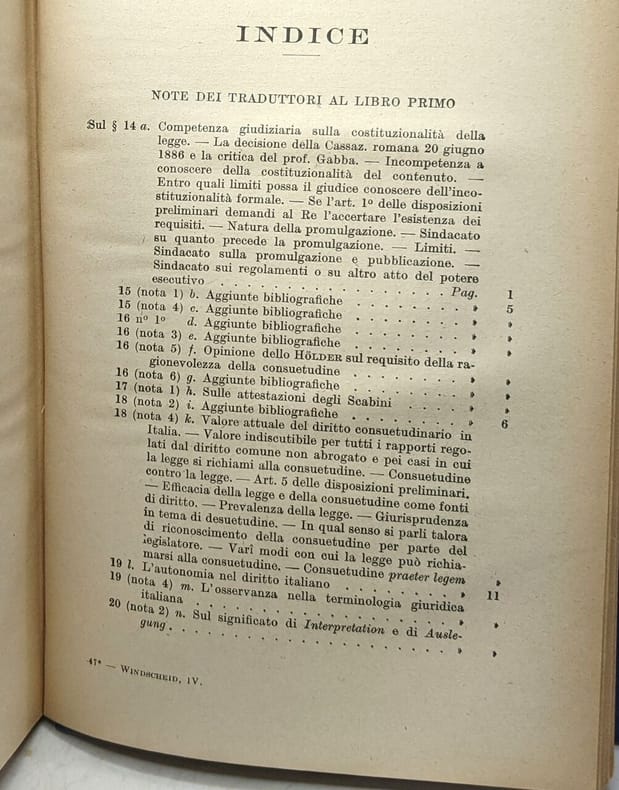 INDICE
NOTE DEI TRADUTTORI AL LIBRO PRIMO
Sul § 14 a. Competenza giudiziaria sulla costituzionalità della
legge. — La decisione della Cassaz. romana 20 giugno
1886 e la critica del prof. Gabba. — Incompetenza a
conoscere della costituzionalità del contenuto. —
Entro quali limiti possa il giudice conoscere dell'inco-
stituzionalità formale. — Se l'art. 1º delle disposizioni
preliminari demandi al Re l'accertare l'esistenza dei
requisiti. — Natura della promulgazione. — Sindacato
su quanto precede la promulgazione. — Limiti. —
Sindacato sulla promulgazione e pubblicazione. —
Sindacato sui regolamenti o su altro atto del potere
esecutivo . . . . . . . . . . . . . . . . Pag. 1
15 (nota 1) b. Aggiunte bibliografiche . . . . . . . » 5
15 (nota 4) c. Aggiunte bibliografiche . . . . . . . » »
16 nº 1º d. Aggiunte bibliografiche . . . . . . . » »
16 (nota 3) e. Aggiunte bibliografiche . . . . . . . » »
16 (nota 5) f. Opinione dello HÖLDER sul requisito della ra-
gionevolezza della consuetudine . . . . . . » »
16 (nota 6) g. Aggiunte bibliografiche . . . . . . . » »
17 (nota 1) h. Sulle attestazioni degli Scabini . . . . » »
18 (nota 2) i. Aggiunte bibliografiche . . . . . . . » 6
18 (nota 4) k. Valore attuale del diritto consuetudinario in
Italia. — Valore indiscutibile per tutti i rapporti rego-
lati dal diritto comune non abrogato e pei casi in cui
la legge si richiami alla consuetudine. — Consuetudine
contro la legge. — Art. 5 delle disposizioni preliminari.
— Efficacia della legge e della consuetudine come fonti
di diritto. — Prevalenza della legge. — Giurisprudenza
in tema di desuetudine. — In qual senso si parli talora
di riconoscimento della consuetudine per parte del
legislatore. — Vari modi con cui la legge può richia-
marsi alla consuetudine. — Consuetudine praeter legem »
19 l. L'autonomia nel diritto italiano . . . . . . . » 11
19 (nota 4) m. L'osservanza nella terminologia giuridica
italiana . . . . . . . . . . . . . . . . » »
20 (nota 2) n. Sul significato di Interpretation e di Ausle-
gung . . . . . . . . . . . . . . . . . » »
47* — WINDSCHEID, IV.